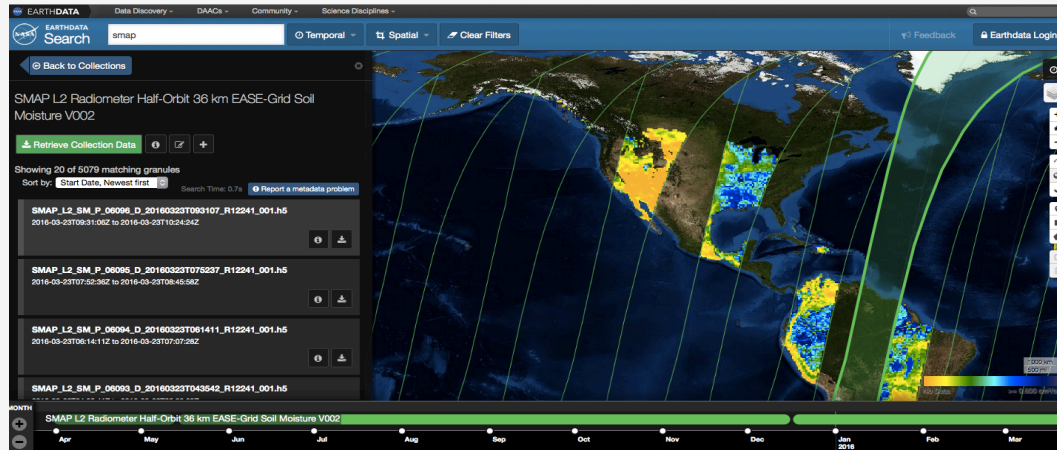 EARTHDATA Data Discovery DAACs Community Science Disciplines
EARTHDATA
Search
smap
Temporal Spatial Clear Filters Feedback Earthdata Login
Back to Collections
SMAP L2 Radiometer Half-Orbit 36 km EASE-Grid Soil
Moisture V002
Retrieve Collection Data
Showing 20 of 5079 matching granules
Sort by: Start Date, Newest first Search Time: 0.7s Report a metadata problem
SMAP_L2_SM_P_06096_D_20160323T093107_R12241_001.h5
2016-03-23T09:31:06Z to 2016-03-23T10:24:24Z
SMAP_L2_SM_P_06095_D_20160323T075237_R12241_001.h5
2016-03-23T07:52:36Z to 2016-03-23T08:45:58Z
SMAP_L2_SM_P_06094_D_20160323T061411_R12241_001.h5
2016-03-23T06:14:11Z to 2016-03-23T07:07:28Z
SMAP_L2_SM_P_06093_D_20160323T043542_R12241_001.h5
1000 km
500 mi
No Data
MONTH
SMAP L2 Radiometer Half-Orbit 36 km EASE-Grid Soil Moisture V002
Apr May Jun Jul Aug Sep Oct Nov Dec Jan Feb Mar
2016